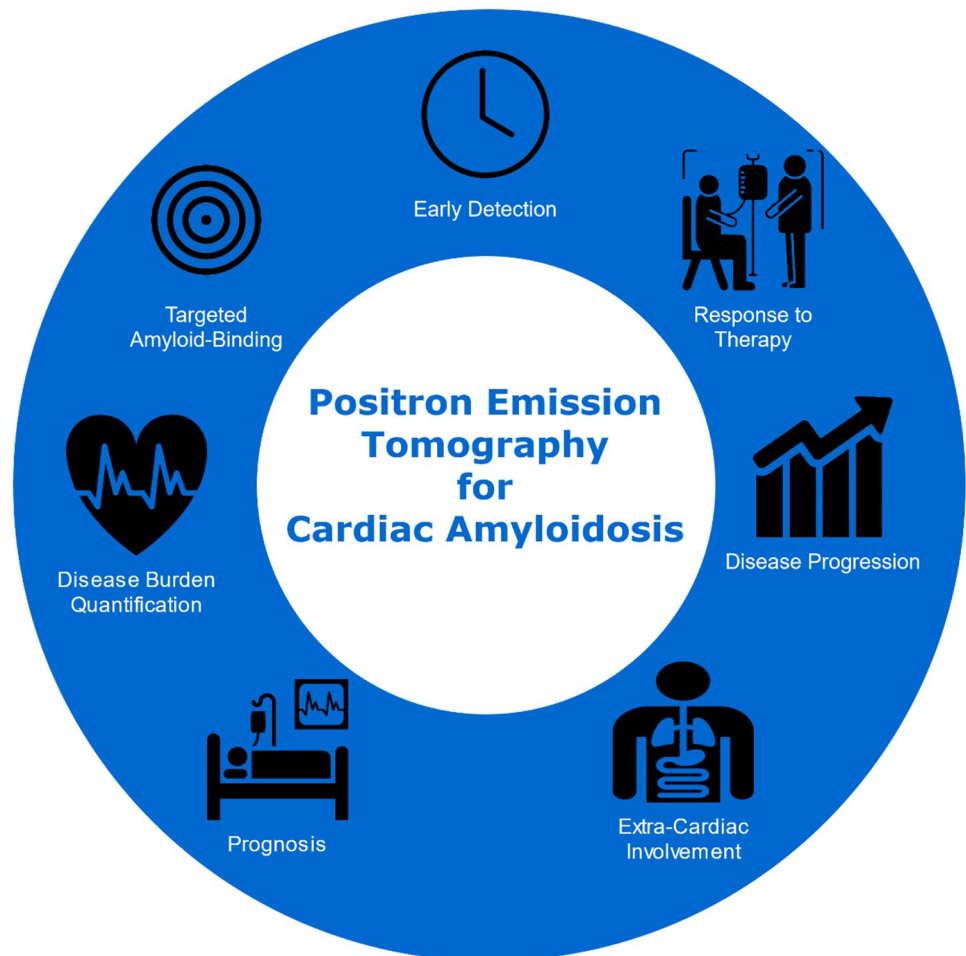 Early Detection
Response to
Therapy
Targeted
Amyloid-Binding
Positron Emission
Tomography
for
Cardiac Amyloidosis
Disease Progression
Disease Burden
Quantification
Extra-Cardiac
Involvement
Prognosis